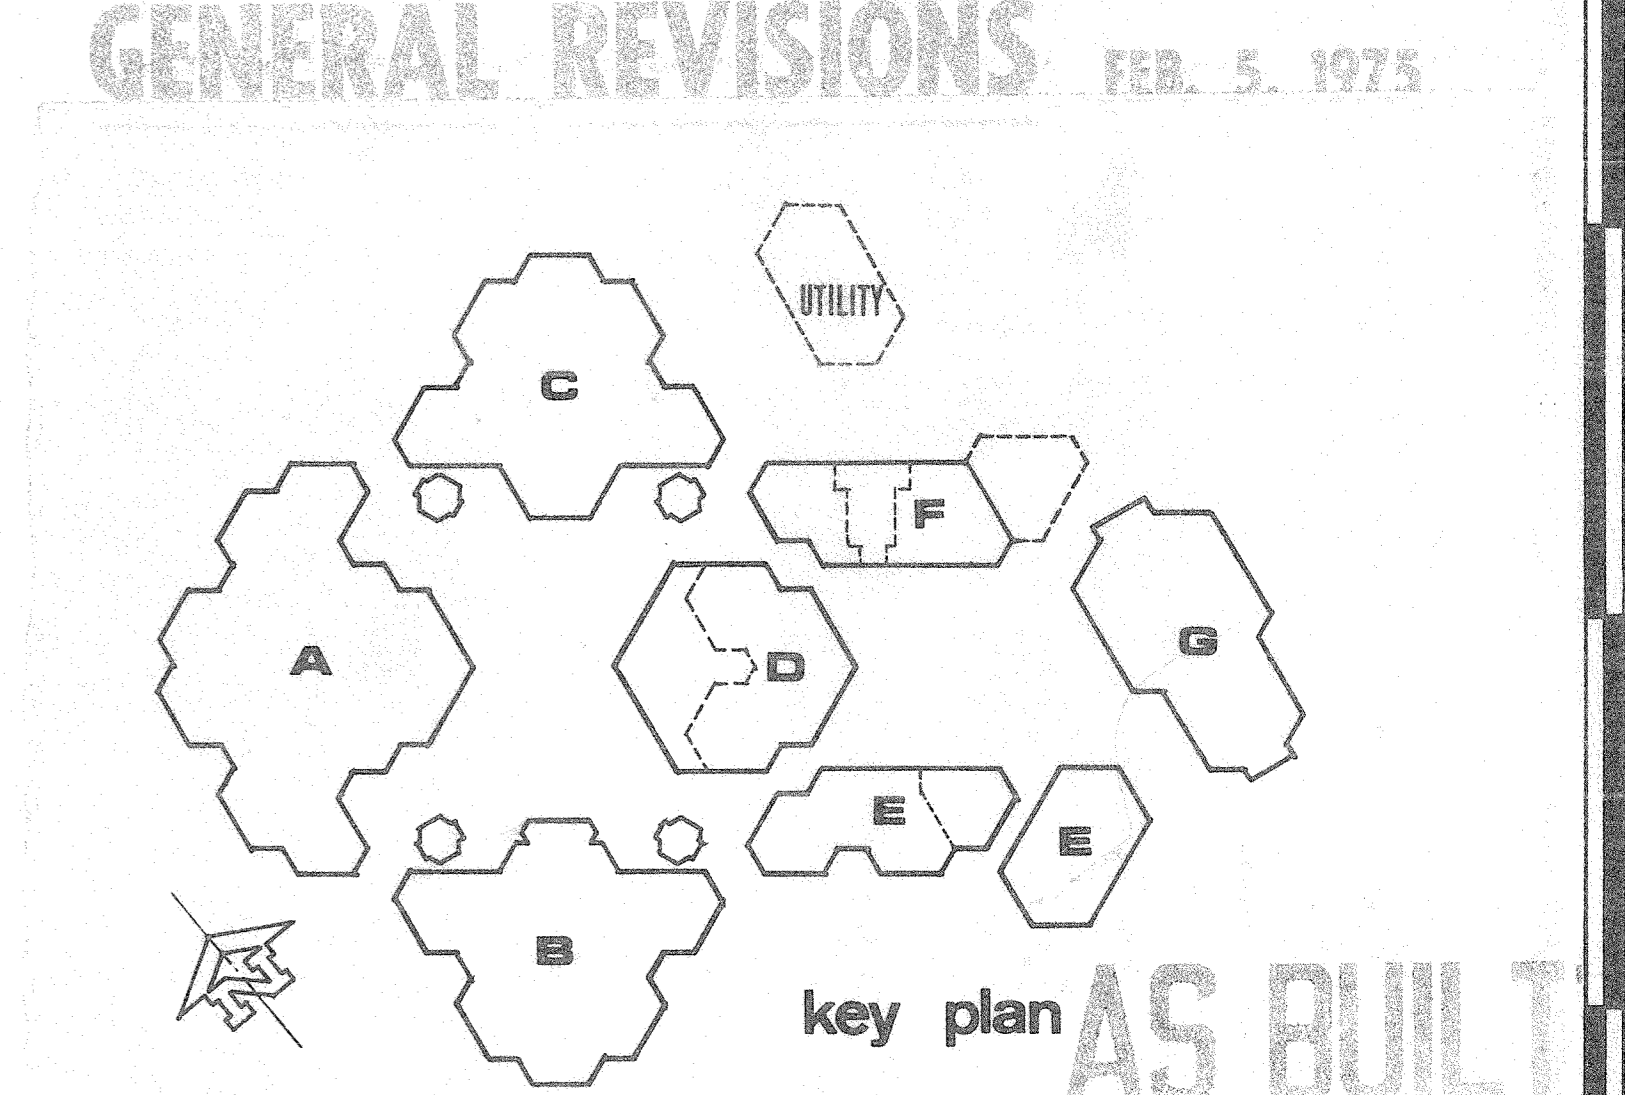 GENERAL REVISIONS FEB. 5. 1975
UTILITY
C
F
A
D
G
E
E
B
N
key plan
AS BUILT